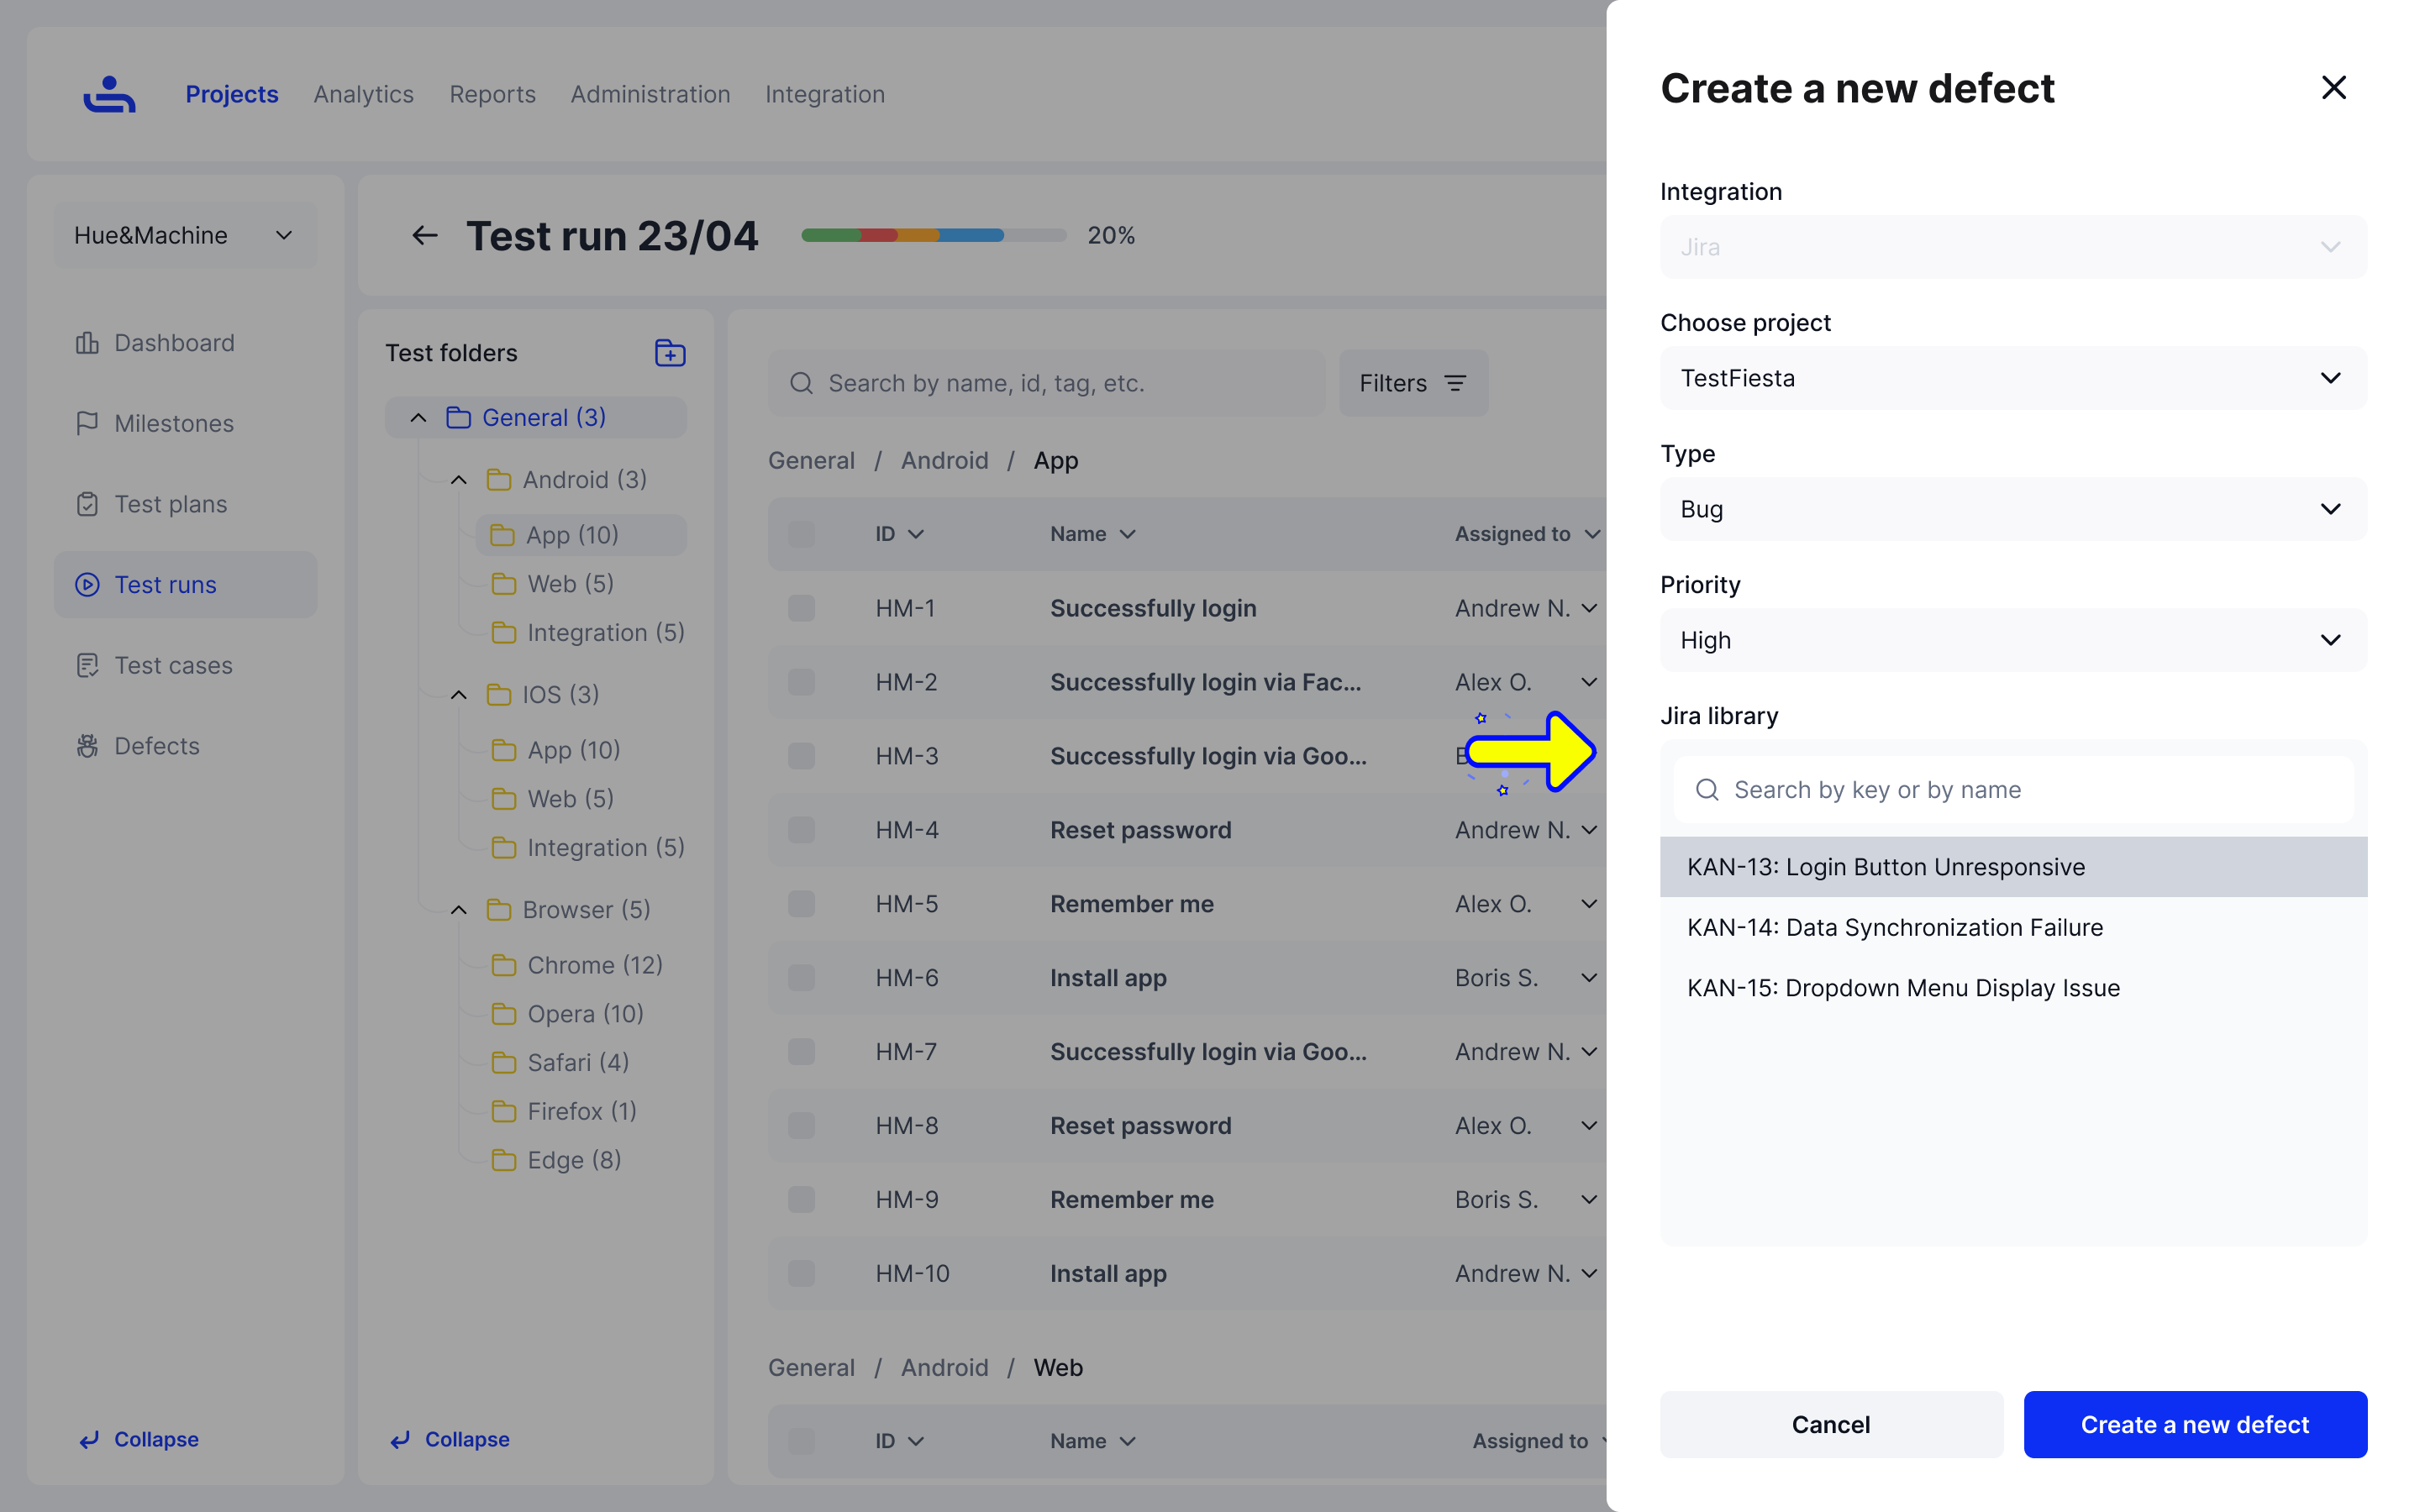 Projects
Analytics
Reports
Administration
Integration
Hue&Machine
Dashboard
Milestones
Test plans
Test runs
Test cases
Defects
Collapse
Test run 23/04
20%
Test folders
General (3)
Android (3)
App (10)
Web (5)
Integration (5)
IOS (3)
App (10)
Web (5)
Integration (5)
Browser (5)
Chrome (12)
Opera (10)
Safari (4)
Firefox (1)
Edge (8)
Collapse
Search by name, id, tag, etc.
Filters
General / Android / App
ID Name Assigned to
HM-1 Successfully login Andrew N.
HM-2 Successfully login via Fac... Alex O.
HM-3 Successfully login via Goo...
HM-4 Reset password Andrew N.
HM-5 Remember me Alex O.
HM-6 Install app Boris S.
HM-7 Successfully login via Goo... Andrew N.
HM-8 Reset password Alex O.
HM-9 Remember me Boris S.
HM-10 Install app Andrew N.
General / Android / Web
ID Name Assigned to
Create a new defect
Integration
Jira
Choose project
TestFiesta
Type
Bug
Priority
High
Jira library
Search by key or by name
KAN-13: Login Button Unresponsive
KAN-14: Data Synchronization Failure
KAN-15: Dropdown Menu Display Issue
Cancel
Create a new defect